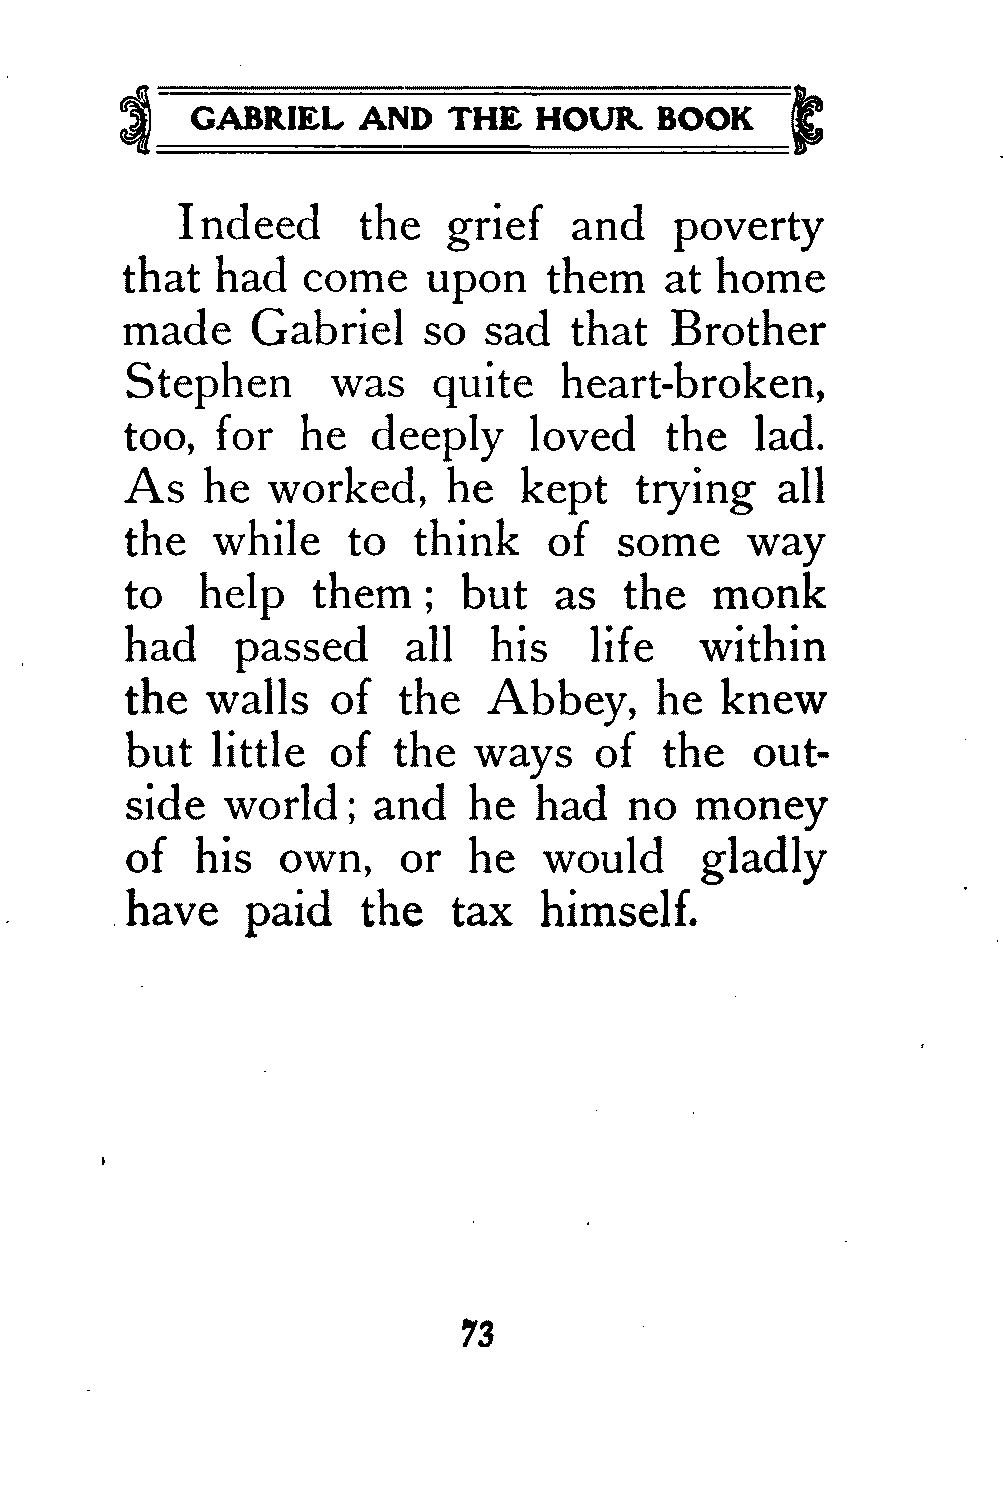 GABRIEL AND THE HOUR BOOK
Indeed the grief and poverty
that had come upon them at home
made Gabriel so sad that Brother
Stephen was quite heart-broken,
too, for he deeply loved the lad.
As he worked, he kept trying all
the while to think of some way
to help them ; but as the monk
had passed all his life within
the walls of the Abbey, he knew
but little of the ways of the out-
side world ; and he had no money
of his own, or he would gladly
have paid the tax himself.
73